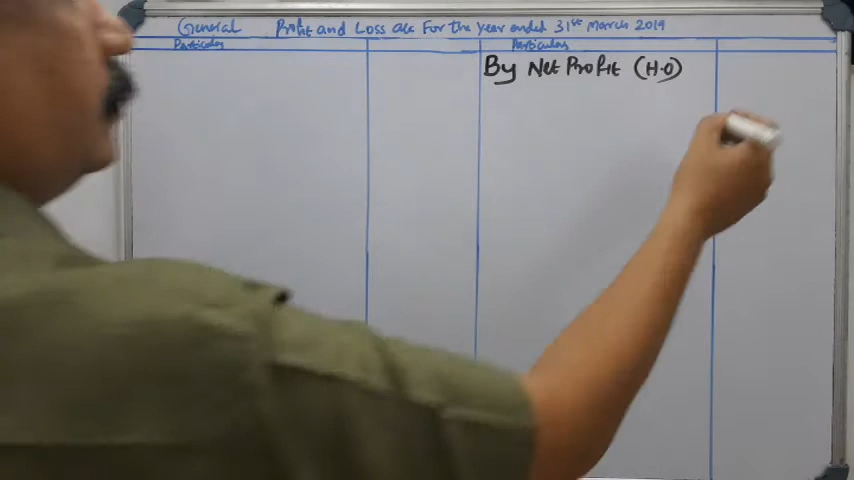 General Profit and Loss a/c For the year ended 31st March 2019
Particulars Particulars
By Net Profit (H.O)